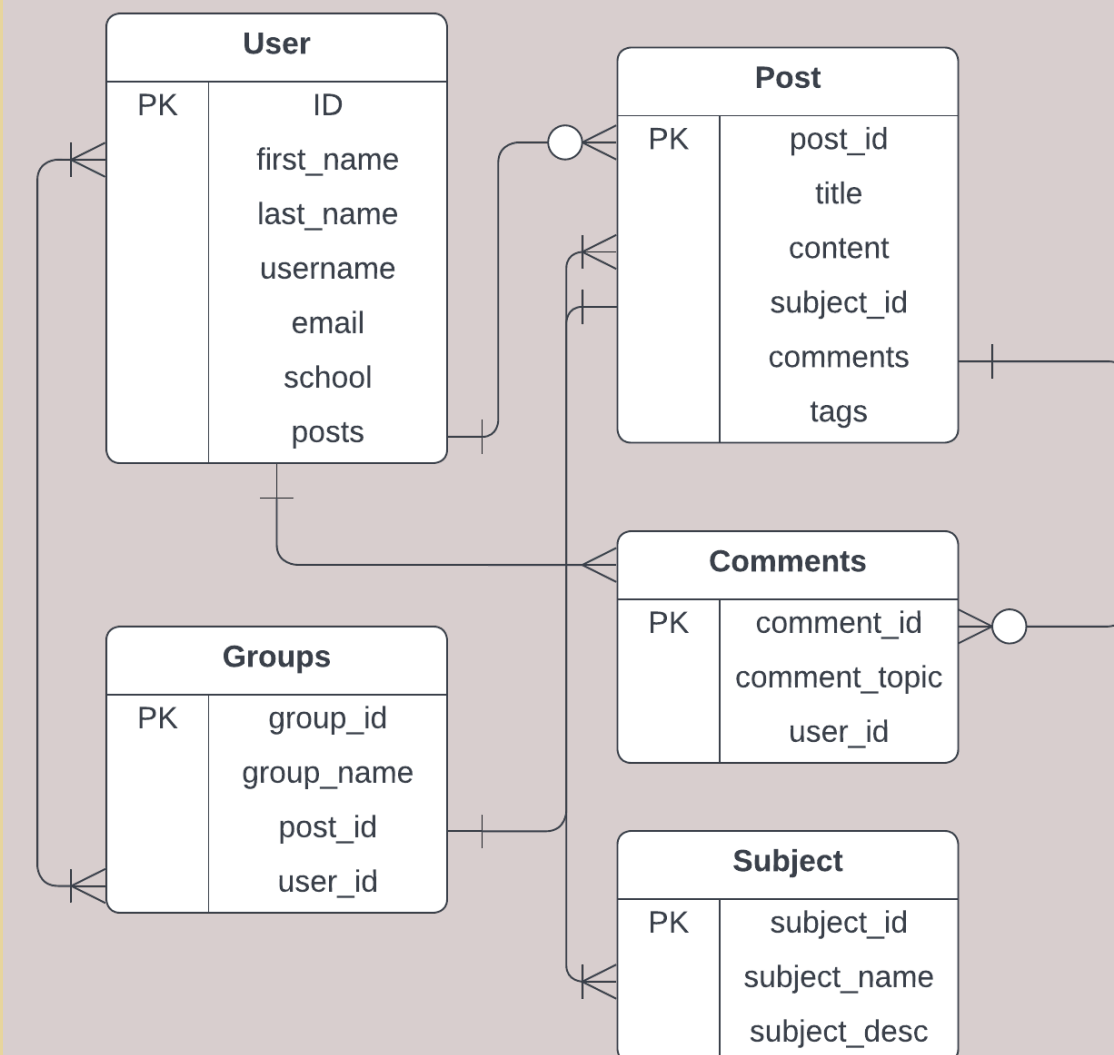 User
PK ID
first_name
last_name
username
email
school
posts
Post
PK post_id
title
content
subject_id
comments
tags
Comments
PK comment_id
comment_topic
user_id
Groups
PK group_id
group_name
post_id
user_id
Subject
PK subject_id
subject_name
subject_desc